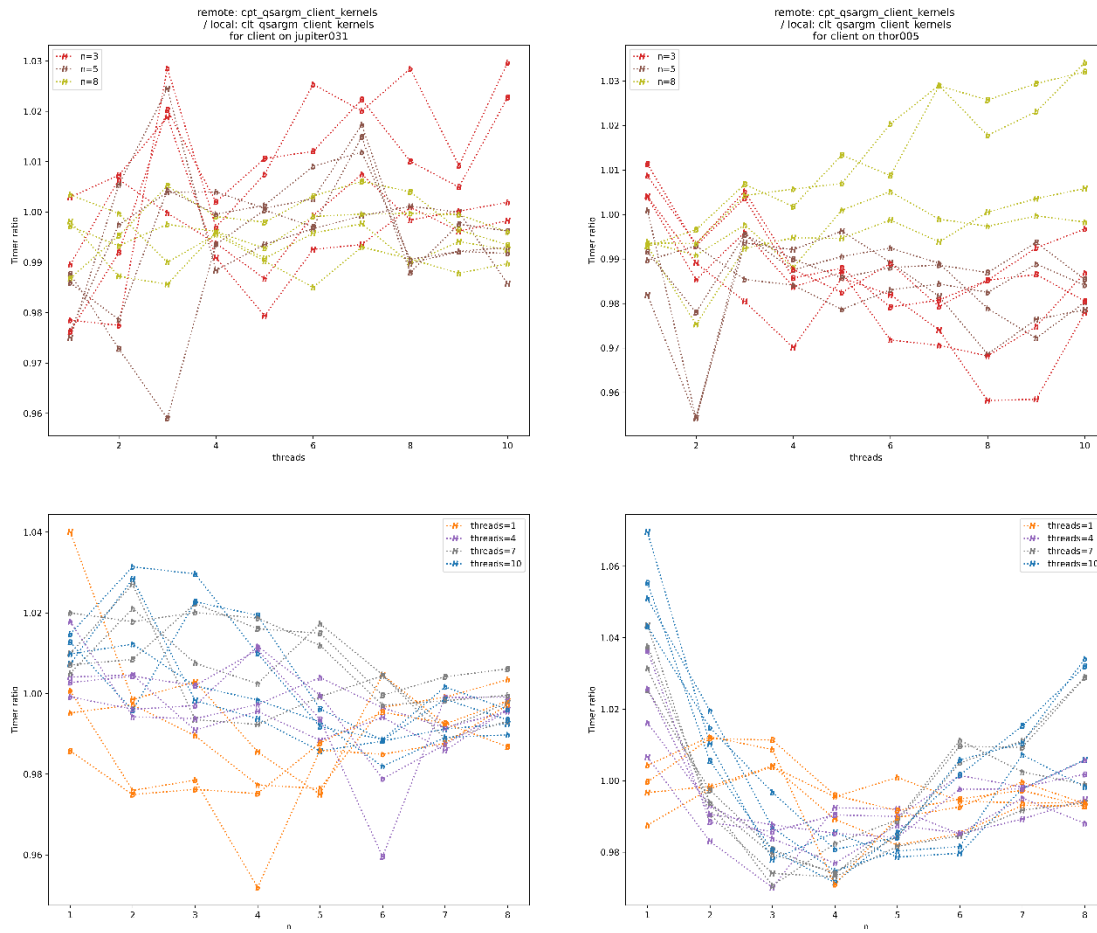 remote: cpt_qsargm_client_kernels
/ local: clt_qsargm_client_kernels
for client on jupiter031
1.03
1.02
1.01
1.00
0.99
0.98
0.97
0.96
Timer ratio
n=3
n=5
n=8
2
4
6
8
10
threads
remote: cpt_qsargm_client_kernels
/ local: clt_qsargm_client_kernels
for client on thor005
1.03
1.02
1.01
1.00
0.99
0.98
0.97
0.96
Timer ratio
n=3
n=5
n=8
2
4
6
8
10
threads
1.04
1.02
1.00
0.98
0.96
Timer ratio
threads=1
threads=4
threads=7
threads=10
1
2
3
4
5
6
7
8
n
1.06
1.04
1.02
1.00
0.98
Timer ratio
threads=1
threads=4
threads=7
threads=10
1
2
3
4
5
6
7
8
n